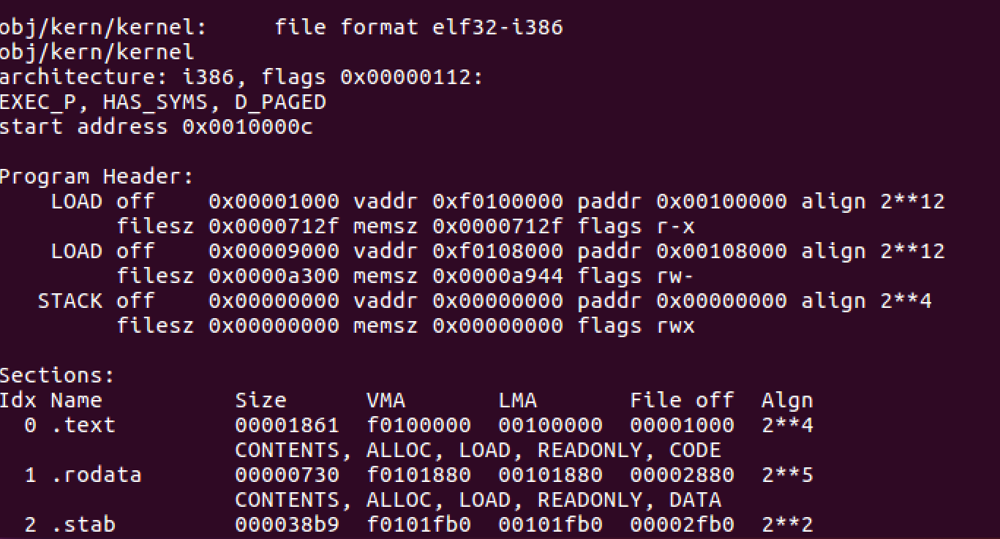 obj/kern/kernel:     file format elf32-i386
obj/kern/kernel
architecture: i386, flags 0x00000112:
EXEC_P, HAS_SYMS, D_PAGED
start address 0x0010000c

Program Header:
    LOAD off    0x00001000 vaddr 0xf0100000 paddr 0x00100000 align 2**12
         filesz 0x0000712f memsz 0x0000712f flags r-x
    LOAD off    0x00009000 vaddr 0xf0108000 paddr 0x00108000 align 2**12
         filesz 0x0000a300 memsz 0x0000a944 flags rw-
   STACK off    0x00000000 vaddr 0x00000000 paddr 0x00000000 align 2**4
         filesz 0x00000000 memsz 0x00000000 flags rwx

Sections:
Idx Name          Size      VMA       LMA       File off  Algn
  0 .text         00001861  f0100000  00100000  00001000  2**4
                  CONTENTS, ALLOC, LOAD, READONLY, CODE
  1 .rodata       00000730  f0101880  00101880  00002880  2**5
                  CONTENTS, ALLOC, LOAD, READONLY, DATA
  2 .stab         000038b9  f0101fb0  00101fb0  00002fb0  2**2